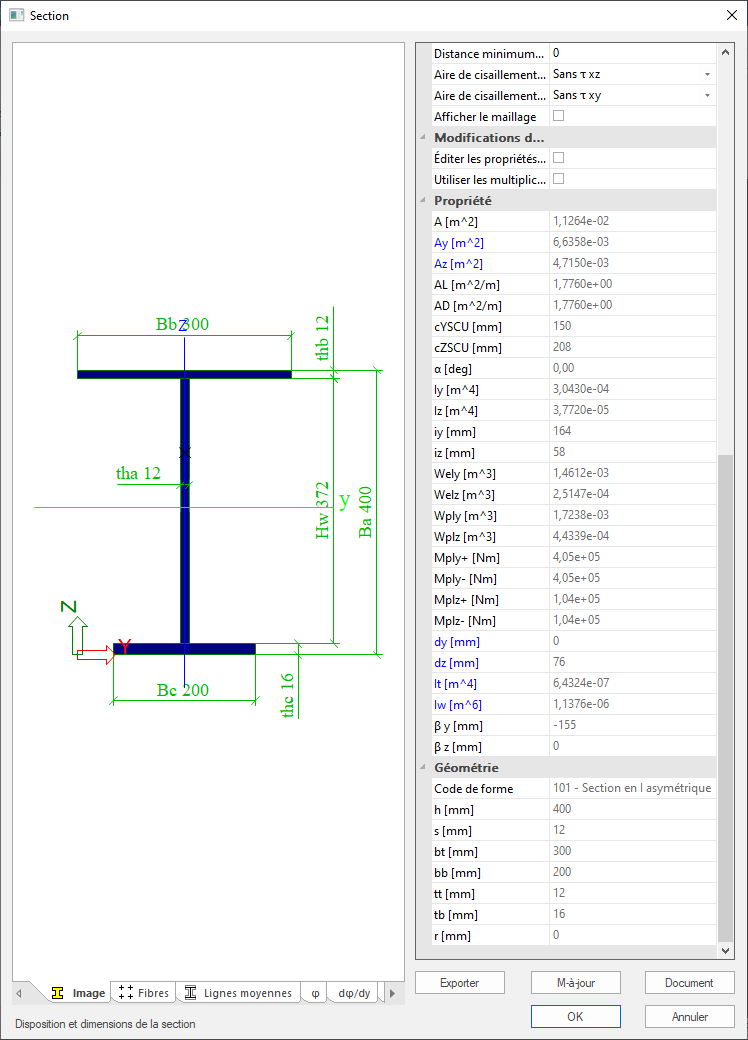 Section
Bb 300
Z
thb 12
tha 12
Hw 372
y
Ba 400
Z
Y
Bc 200
thc 16
Image
Fibres
Lignes moyennes
φ
dφ/dy
Disposition et dimensions de la section
Distance minimum... 0
Aire de cisaillement... Sans τ xz
Aire de cisaillement... Sans τ xy
Afficher le maillage
Modifications d...
Éditer les propriétés...
Utiliser les multiplic...
Propriété
A [m^2] 1,1264e-02
Ay [m^2] 6,6358e-03
Az [m^2] 4,7150e-03
AL [m^2/m] 1,7760e+00
AD [m^2/m] 1,7760e+00
cYSCU [mm] 150
cZSCU [mm] 208
α [deg] 0,00
Iy [m^4] 3,0430e-04
Iz [m^4] 3,7720e-05
iy [mm] 164
iz [mm] 58
Wely [m^3] 1,4612e-03
Welz [m^3] 2,5147e-04
Wply [m^3] 1,7238e-03
Wplz [m^3] 4,4339e-04
Mply+ [Nm] 4,05e+05
Mply- [Nm] 4,05e+05
Mplz+ [Nm] 1,04e+05
Mplz- [Nm] 1,04e+05
dy [mm] 0
dz [mm] 76
It [m^4] 6,4324e-07
Iw [m^6] 1,1376e-06
β y [mm] -155
β z [mm] 0
Géométrie
Code de forme 101 - Section en I asymétrique
h [mm] 400
s [mm] 12
bt [mm] 300
bb [mm] 200
tt [mm] 12
tb [mm] 16
r [mm] 0
Exporter
M-à-jour
Document
OK
Annuler